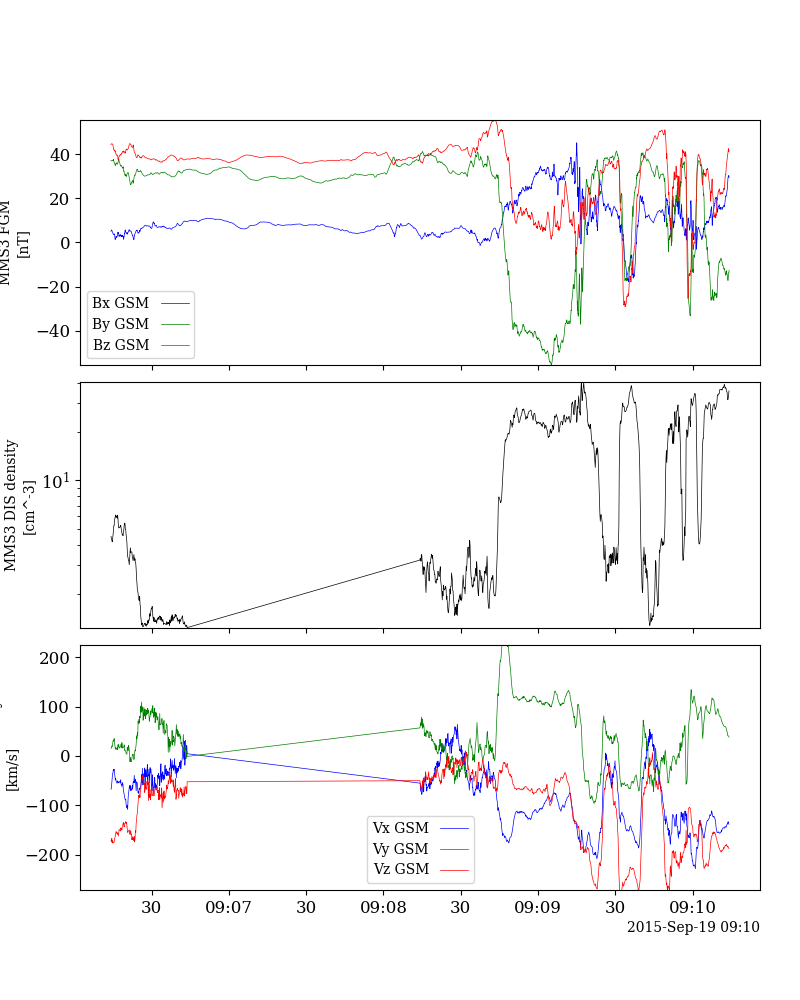 MMS3 FGM
[nT]
40
20
0
−20
−40
Bx GSM
By GSM
Bz GSM
MMS3 DIS density
[cm^-3]
10^1
[km/s]
200
100
0
−100
−200
Vx GSM
Vy GSM
Vz GSM
30 09:07 30 09:08 30 09:09 30 09:10
2015-Sep-19 09:10